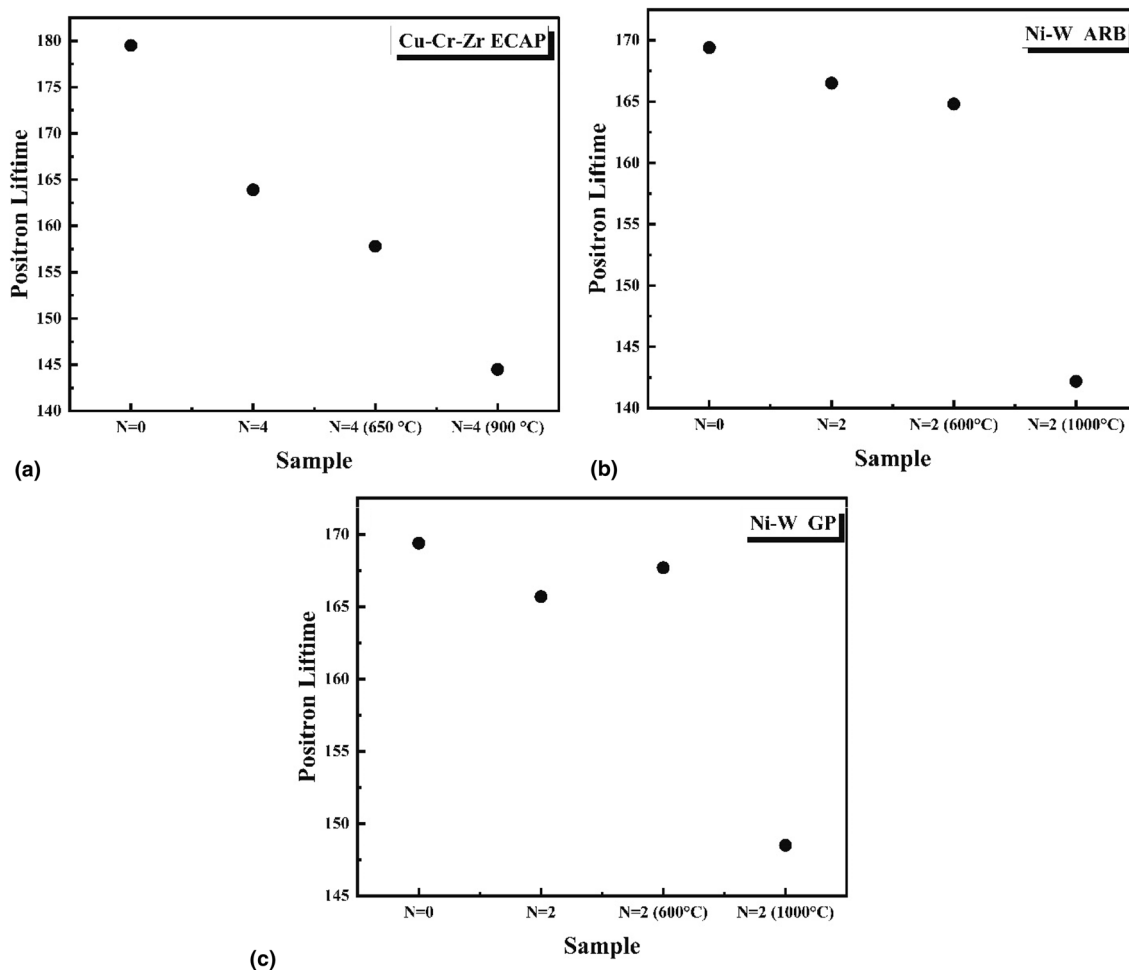 Cu-Cr-Zr ECAP
180
175
170
165
160
155
150
145
140
Positron Liftime
N=0 N=4 N=4 (650 °C) N=4 (900 °C)
Sample
(a)
Ni-W ARB
170
165
160
155
150
145
140
Positron Liftime
N=0 N=2 N=2 (600°C) N=2 (1000°C)
Sample
(b)
Ni-W GP
170
165
160
155
150
145
Positron Liftime
N=0 N=2 N=2 (600°C) N=2 (1000°C)
Sample
(c)